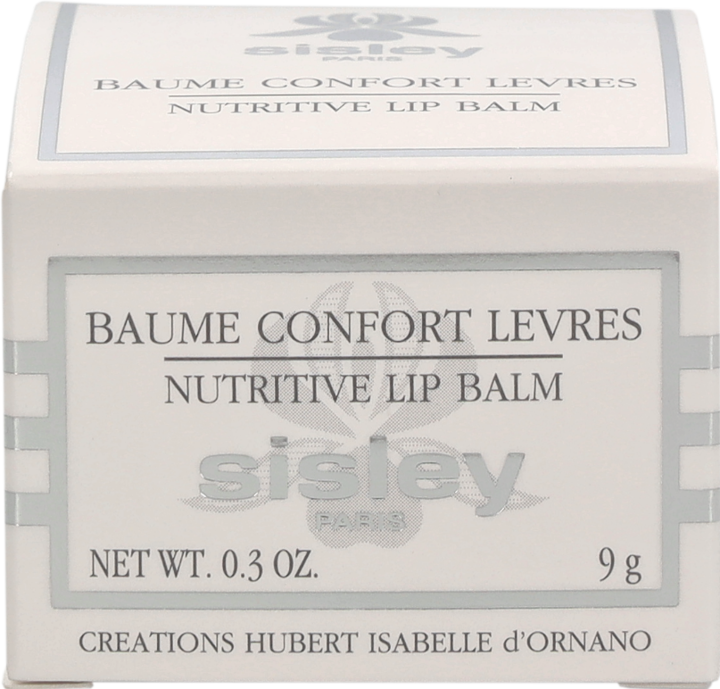 sisley
PARIS
BAUME CONFORT LEVRES
NUTRITIVE LIP BALM
BAUME CONFORT LEVRES
NUTRITIVE LIP BALM
sisley
PARIS
NET WT. 0.3 OZ. 9 g
CREATIONS HUBERT ISABELLE d'ORNANO